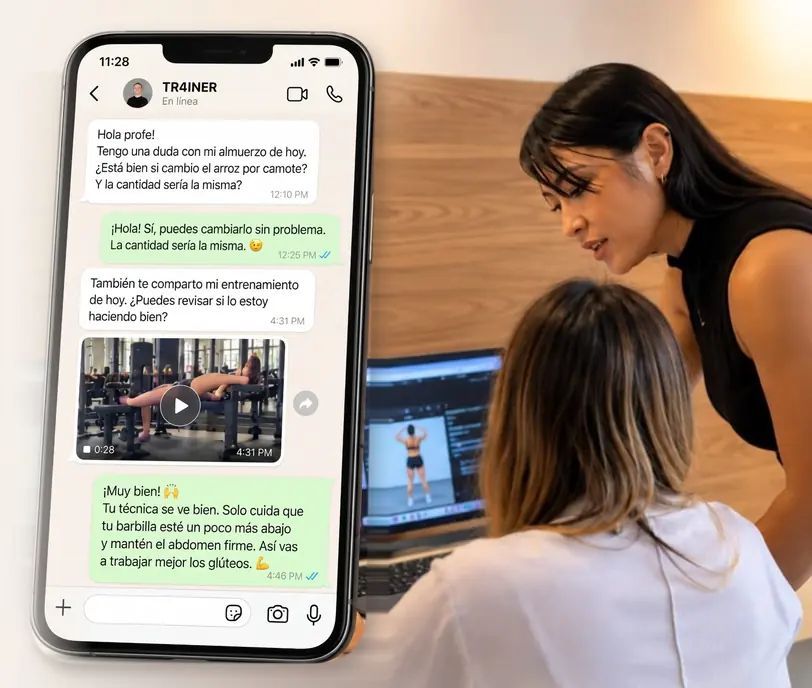 11:28
TR4INER
En línea
Hola profe!
Tengo una duda con mi almuerzo de hoy.
¿Está bien si cambio el arroz por camote?
Y la cantidad sería la misma?
12:10 PM
¡Hola! Sí, puedes cambiarlo sin problema.
La cantidad sería la misma. 😉
12:25 PM
También te comparto mi entrenamiento
de hoy. ¿Puedes revisar si lo estoy
haciendo bien?
4:31 PM
0:28
4:31 PM
¡Muy bien! 🙌
Tu técnica se ve bien. Solo cuida que
tu barbilla esté un poco más abajo
y mantén el abdomen firme. Así vas
a trabajar mejor los glúteos. 💪
4:46 PM